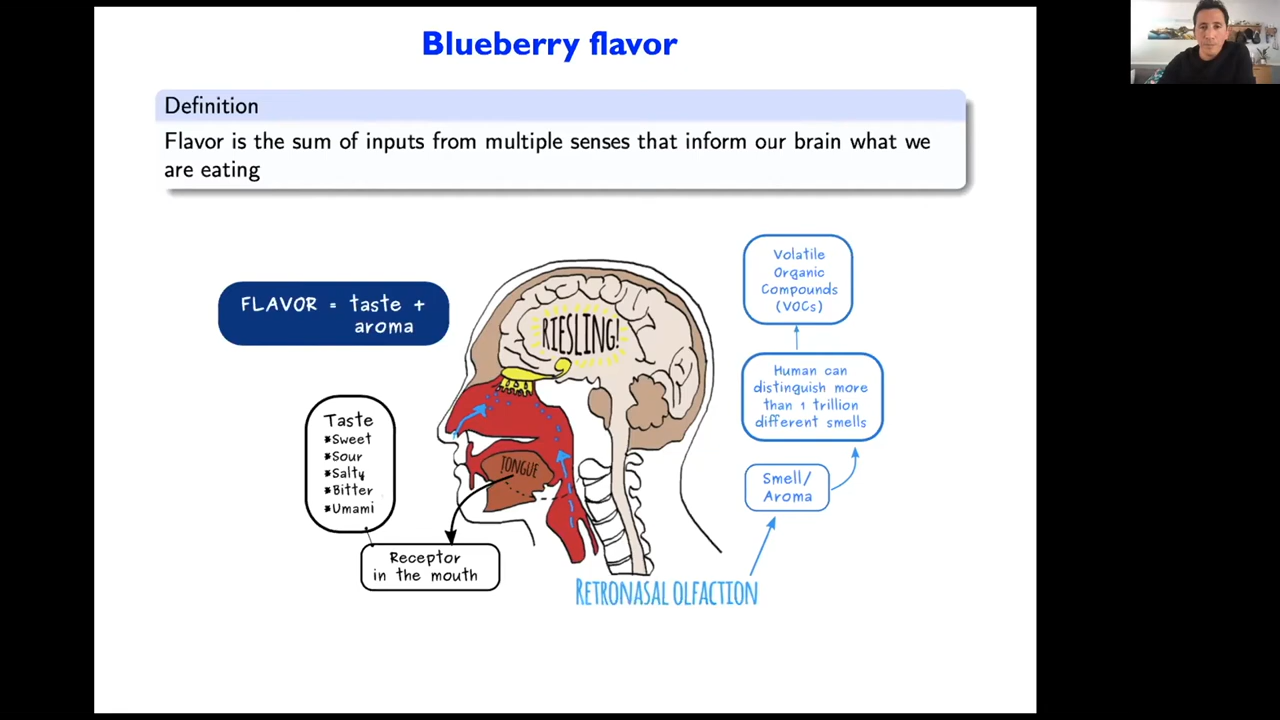 Blueberry flavor
Definition
Flavor is the sum of inputs from multiple senses that inform our brain what we
are eating
FLAVOR = taste +
aroma
RIESLING!
TONGUE
Taste
*Sweet
*Sour
*Salty
*Bitter
*Umami
Receptor
in the mouth
Volatile
Organic
Compounds
(VOCs)
Human can
distinguish more
than 1 trillion
different smells
Smell/
Aroma
RETRONASAL OLFACTION